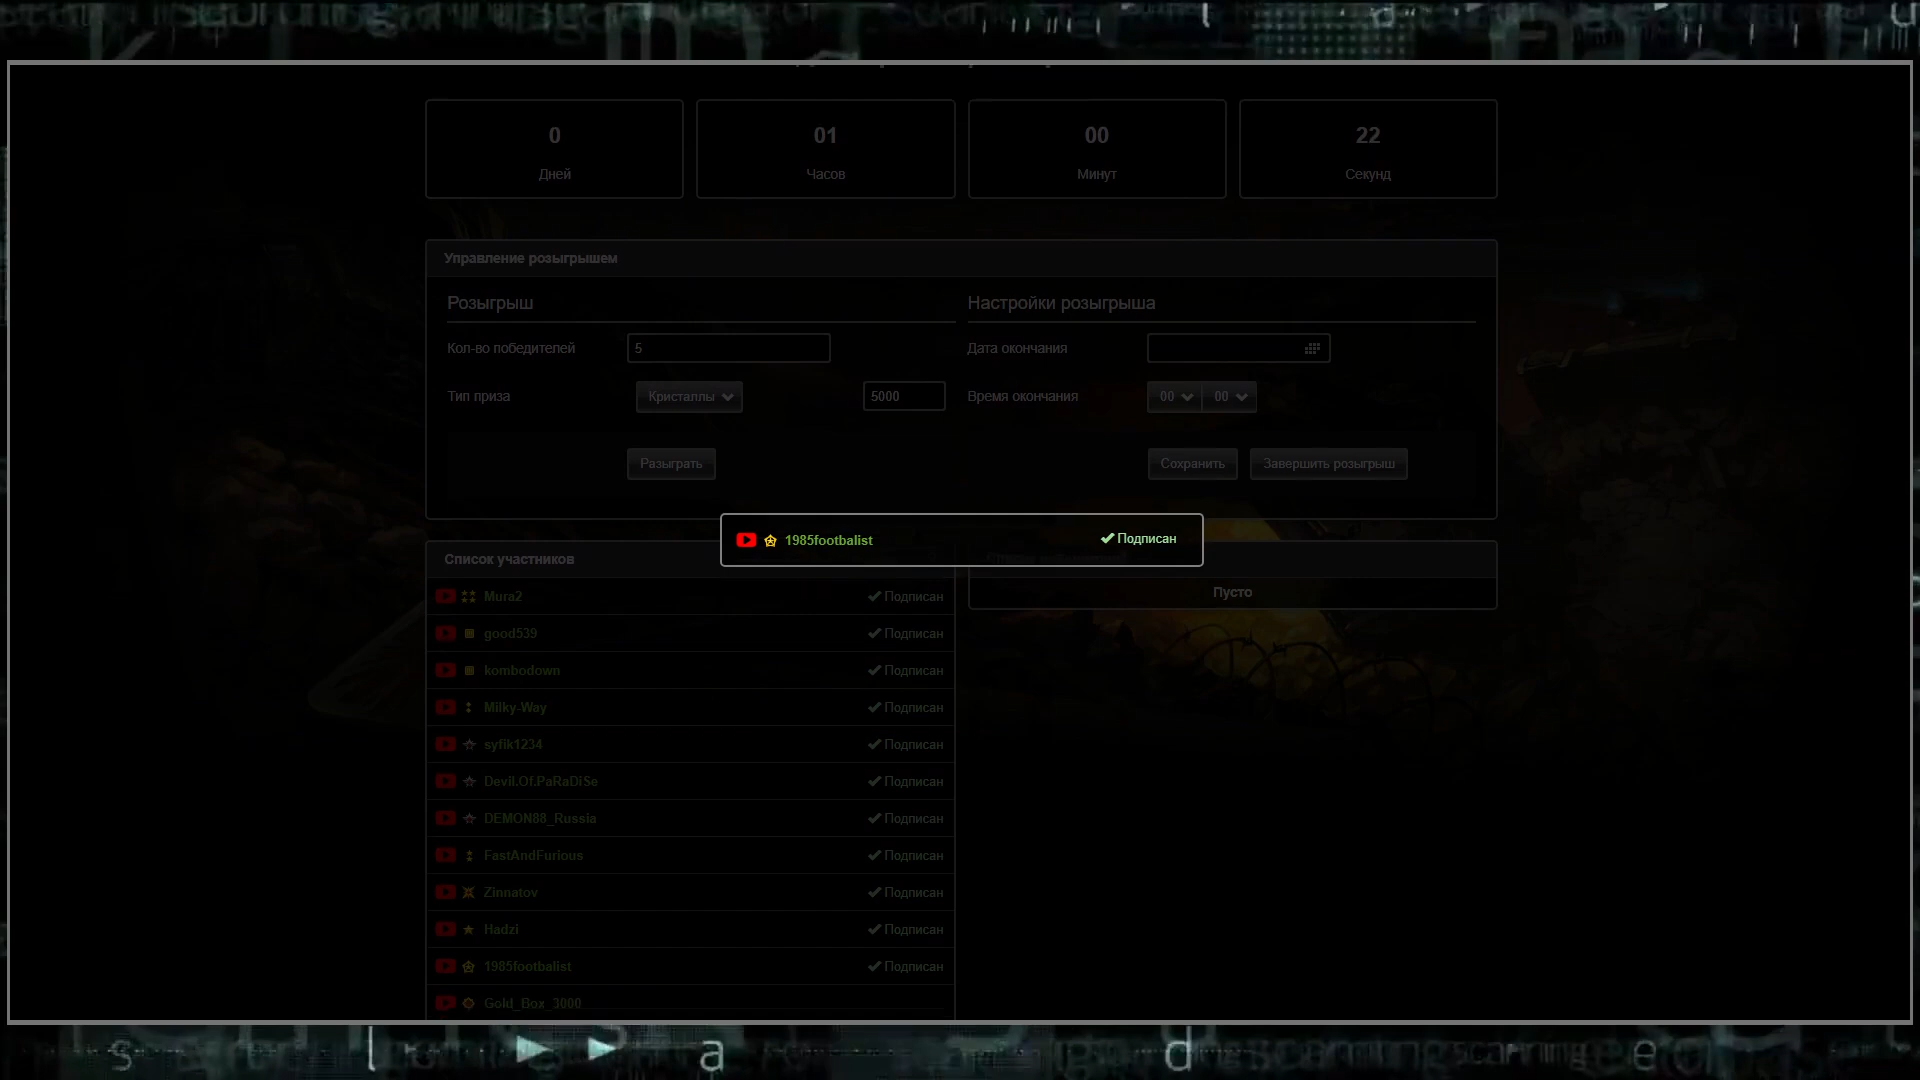 0
Дней
01
Часов
00
Минут
22
Секунд
Управление розыгрышем
Розыгрыш
Кол-во победителей 5
Тип приза Кристаллы 5000
Разыграть
Настройки розыгрыша
Дата окончания
Время окончания 00 00
Сохранить Завершить розыгрыш
1985footbalist Подписан
Список участников
Mura2 Подписан
good539 Подписан
kombodown Подписан
Milky-Way Подписан
syfik1234 Подписан
Devil.Of.PaRaDiSe Подписан
DEMON88_Russia Подписан
FastAndFurious Подписан
Zinnatov Подписан
Hadzi Подписан
1985footbalist Подписан
Gold_Box_3000
Пусто